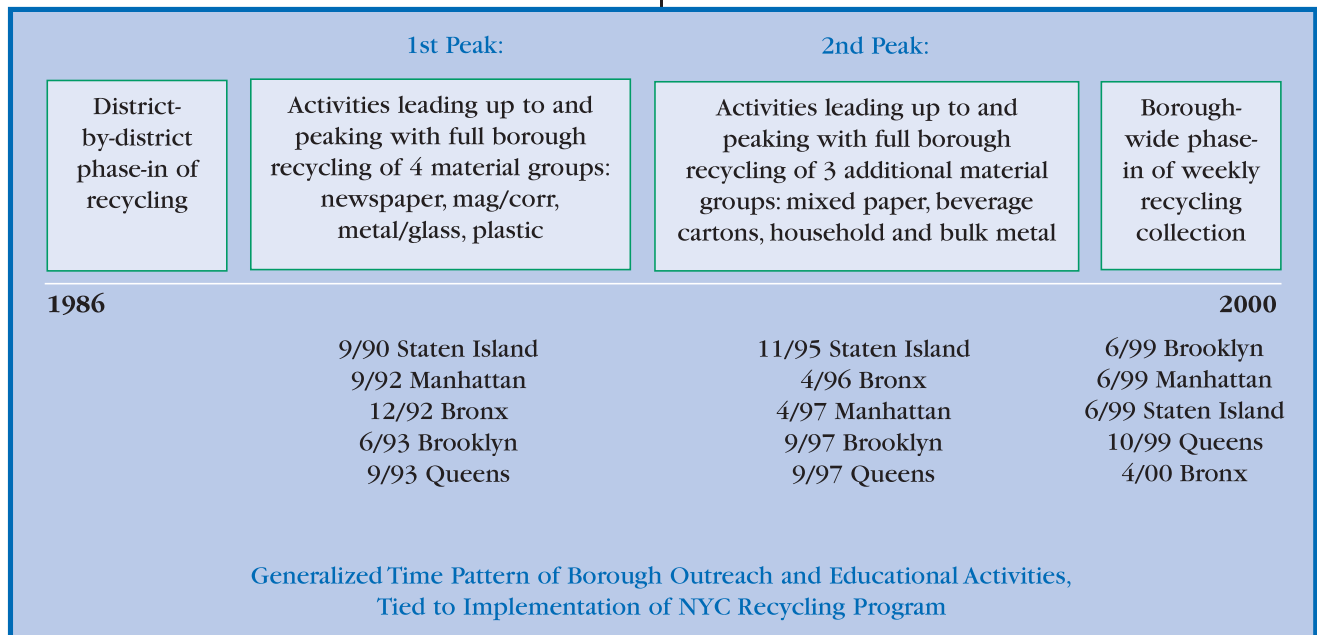 1st Peak:
2nd Peak:
District-
by-district
phase-in of
recycling
Activities leading up to and
peaking with full borough
recycling of 4 material groups:
newspaper, mag/corr,
metal/glass, plastic
Activities leading up to and
peaking with full borough
recycling of 3 additional material
groups: mixed paper, beverage
cartons, household and bulk metal
Borough-
wide phase-
in of weekly
recycling
collection
1986
2000
9/90 Staten Island
9/92 Manhattan
12/92 Bronx
6/93 Brooklyn
9/93 Queens
11/95 Staten Island
4/96 Bronx
4/97 Manhattan
9/97 Brooklyn
9/97 Queens
6/99 Brooklyn
6/99 Manhattan
6/99 Staten Island
10/99 Queens
4/00 Bronx
Generalized Time Pattern of Borough Outreach and Educational Activities,
Tied to Implementation of NYC Recycling Program